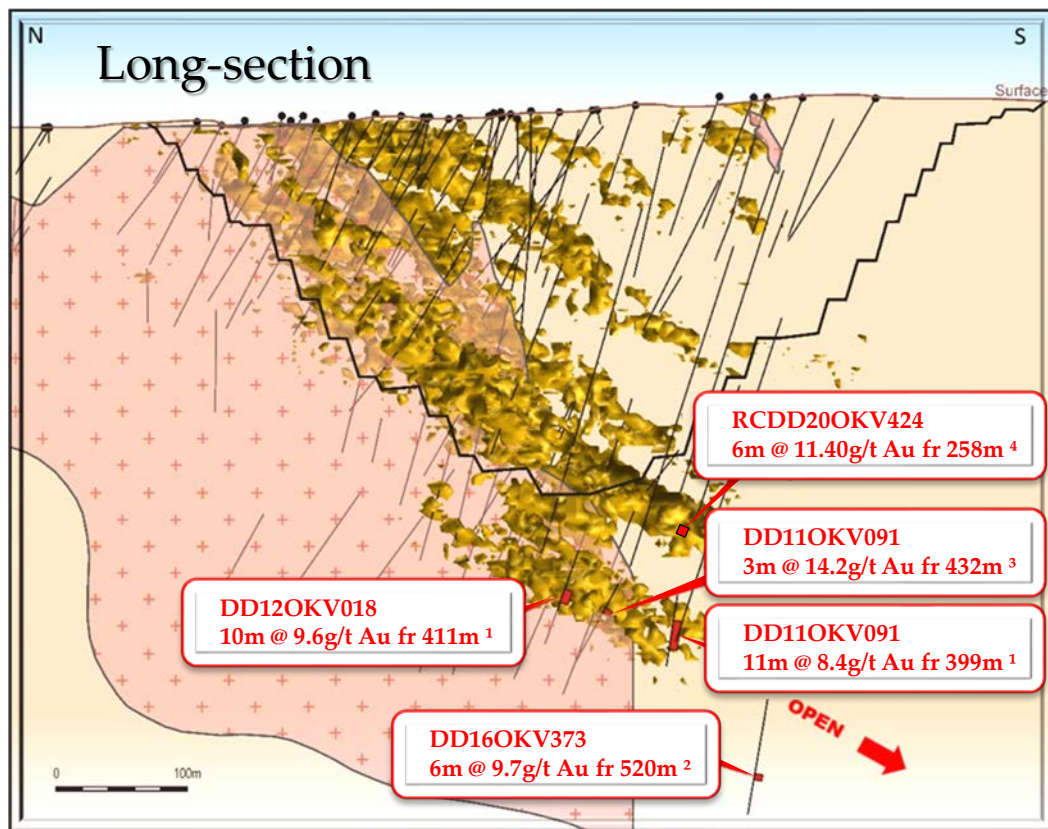 N
S
Long-section
Surface
RCDD20OKV424
6m @ 11.40g/t Au fr 258m ⁴
DD11OKV091
3m @ 14.2g/t Au fr 432m ³
DD12OKV018
10m @ 9.6g/t Au fr 411m ¹
DD11OKV091
11m @ 8.4g/t Au fr 399m ¹
OPEN
DD16OKV373
6m @ 9.7g/t Au fr 520m ²
0
100m